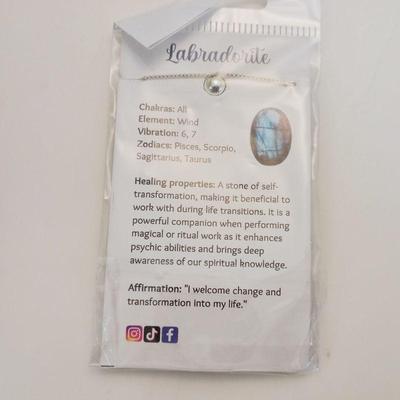 Labradorite
Chakras: All
Element: Wind
Vibration: 6, 7
Zodiacs: Pisces, Scorpio,
Sagittarius, Taurus
Healing properties: A stone of self-
transformation, making it beneficial to
work with during life transitions. It is a
powerful companion when performing
magical or ritual work as it enhances
psychic abilities and brings deep
awareness of our spiritual knowledge.
Affirmation: "I welcome change and
transformation into my life."